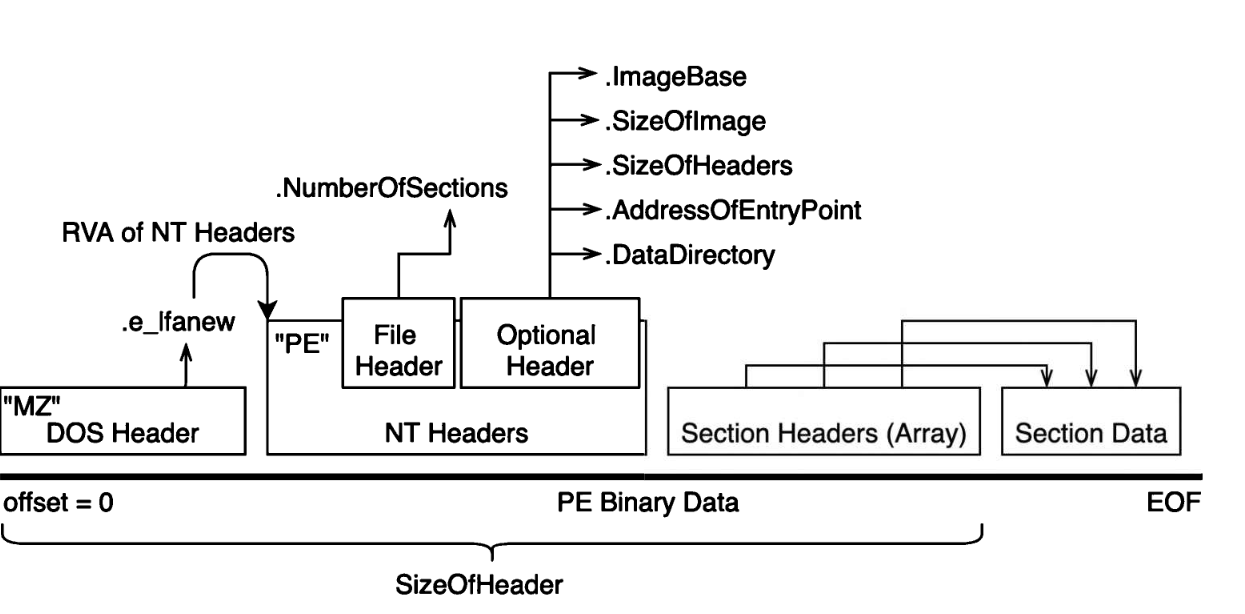 .ImageBase
.SizeOfImage
.SizeOfHeaders
.AddressOfEntryPoint
.DataDirectory
.NumberOfSections
RVA of NT Headers
.e_lfanew
"PE"
File
Header
Optional
Header
"MZ"
DOS Header
NT Headers
Section Headers (Array)
Section Data
offset = 0
PE Binary Data
EOF
SizeOfHeader